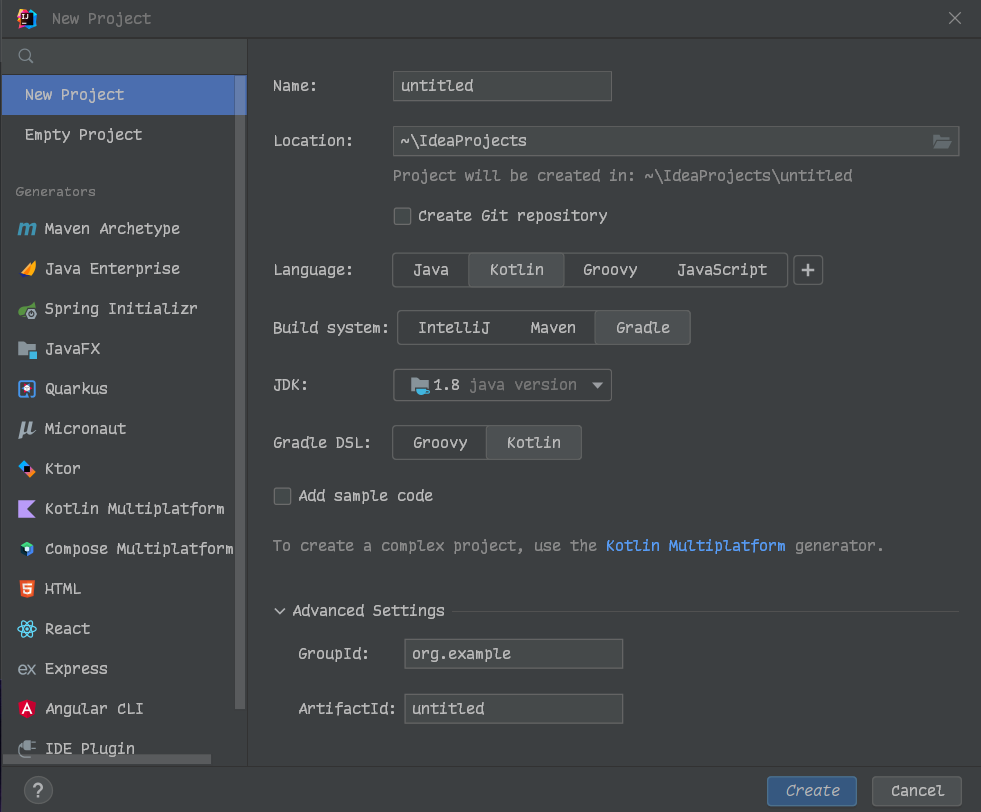 New Project
New Project
Empty Project
Generators
Maven Archetype
Java Enterprise
Spring Initializr
JavaFX
Quarkus
Micronaut
Ktor
Kotlin Multiplatform
Compose Multiplatform
HTML
React
ex Express
Angular CLI
IDE Plugin
Name: untitled
Location: ~\IdeaProjects
Project will be created in: ~\IdeaProjects\untitled
Create Git repository
Language: Java Kotlin Groovy JavaScript +
Build system: IntelliJ Maven Gradle
JDK: 1.8 java version
Gradle DSL: Groovy Kotlin
Add sample code
To create a complex project, use the Kotlin Multiplatform generator.
Advanced Settings
GroupId: org.example
ArtifactId: untitled
? Create Cancel